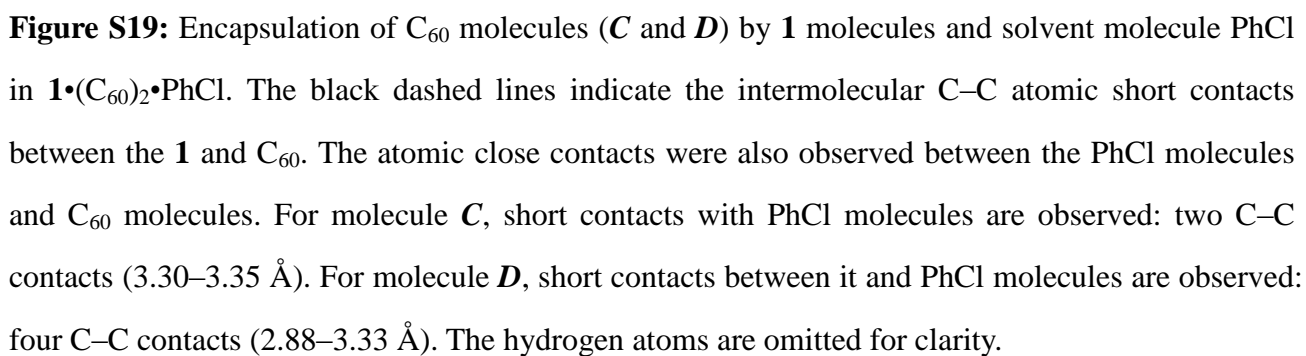 Figure S19: Encapsulation of C₆₀ molecules (C and D) by 1 molecules and solvent molecule PhCl
in 1•(C₆₀)₂•PhCl. The black dashed lines indicate the intermolecular C–C atomic short contacts
between the 1 and C₆₀. The atomic close contacts were also observed between the PhCl molecules
and C₆₀ molecules. For molecule C, short contacts with PhCl molecules are observed: two C–C
contacts (3.30–3.35 Å). For molecule D, short contacts between it and PhCl molecules are observed:
four C–C contacts (2.88–3.33 Å). The hydrogen atoms are omitted for clarity.